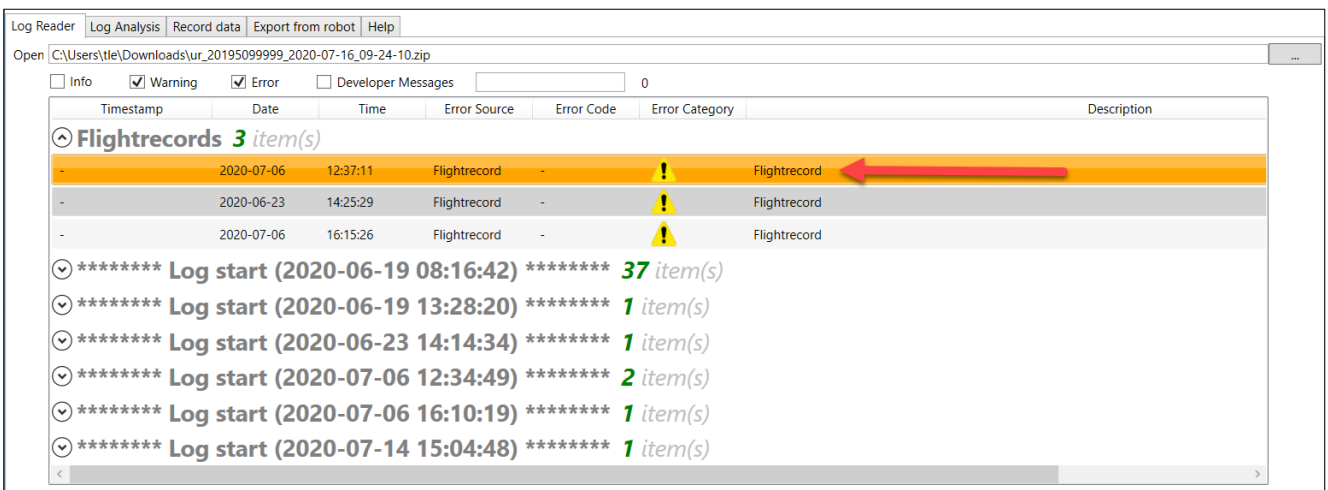 Log Reader Log Analysis Record data Export from robot Help
Open C:\Users\tle\Downloads\ur_20195099999_2020-07-16_09-24-10.zip ...
Info Warning Error Developer Messages 0
Timestamp Date Time Error Source Error Code Error Category Description
Flightrecords 3 item(s)
- 2020-07-06 12:37:11 Flightrecord - Flightrecord
- 2020-06-23 14:25:29 Flightrecord - Flightrecord
- 2020-07-06 16:15:26 Flightrecord - Flightrecord
******** Log start (2020-06-19 08:16:42) ******** 37 item(s)
******** Log start (2020-06-19 13:28:20) ******** 1 item(s)
******** Log start (2020-06-23 14:14:34) ******** 1 item(s)
******** Log start (2020-07-06 12:34:49) ******** 2 item(s)
******** Log start (2020-07-06 16:10:19) ******** 1 item(s)
******** Log start (2020-07-14 15:04:48) ******** 1 item(s)